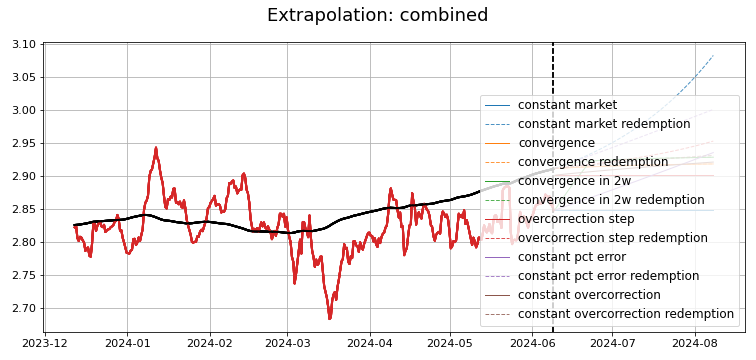 Extrapolation: combined
3.10
3.05
3.00
2.95
2.90
2.85
2.80
2.75
2.70
constant market
constant market redemption
convergence
convergence redemption
convergence in 2w
convergence in 2w redemption
overcorrection step
overcorrection step redemption
constant pct error
constant pct error redemption
constant overcorrection
constant overcorrection redemption
2023-12 2024-01 2024-02 2024-03 2024-04 2024-05 2024-06 2024-07 2024-08